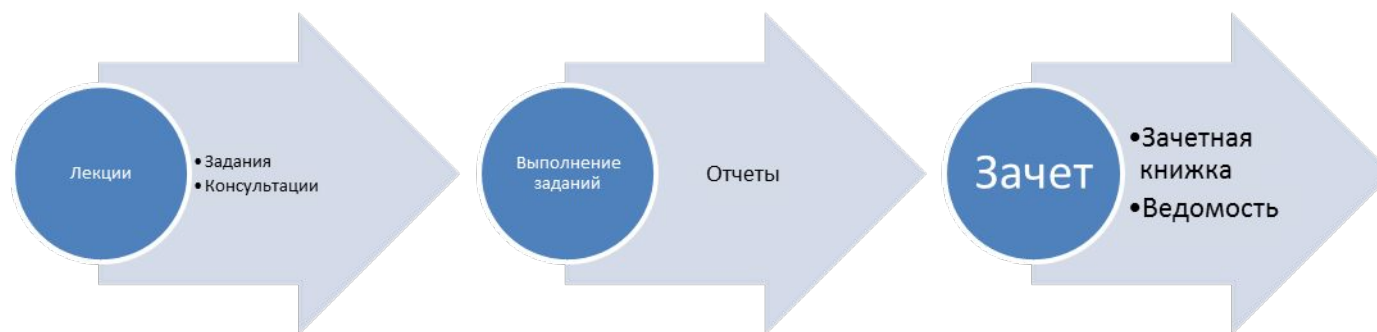 Лекции
• Задания
• Консультации
Выполнение
заданий
Отчеты
Зачет
•Зачетная
книжка
•Ведомость